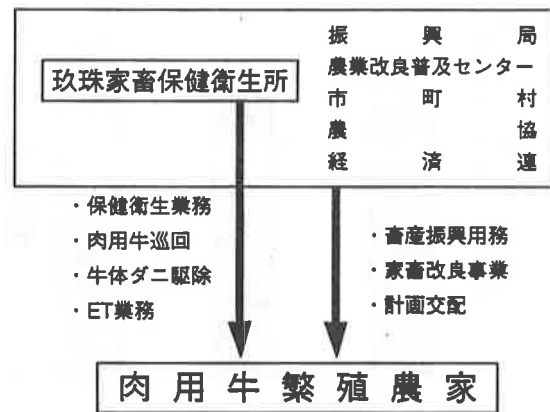 玖珠家畜保健衛生所
振興局
農業改良普及センター
市町村
農協
経済連
・保健衛生業務
・肉用牛巡回
・牛体ダニ駆除
・ET業務
・畜産振興用務
・家畜改良事業
・計画交配
肉用牛繁殖農家